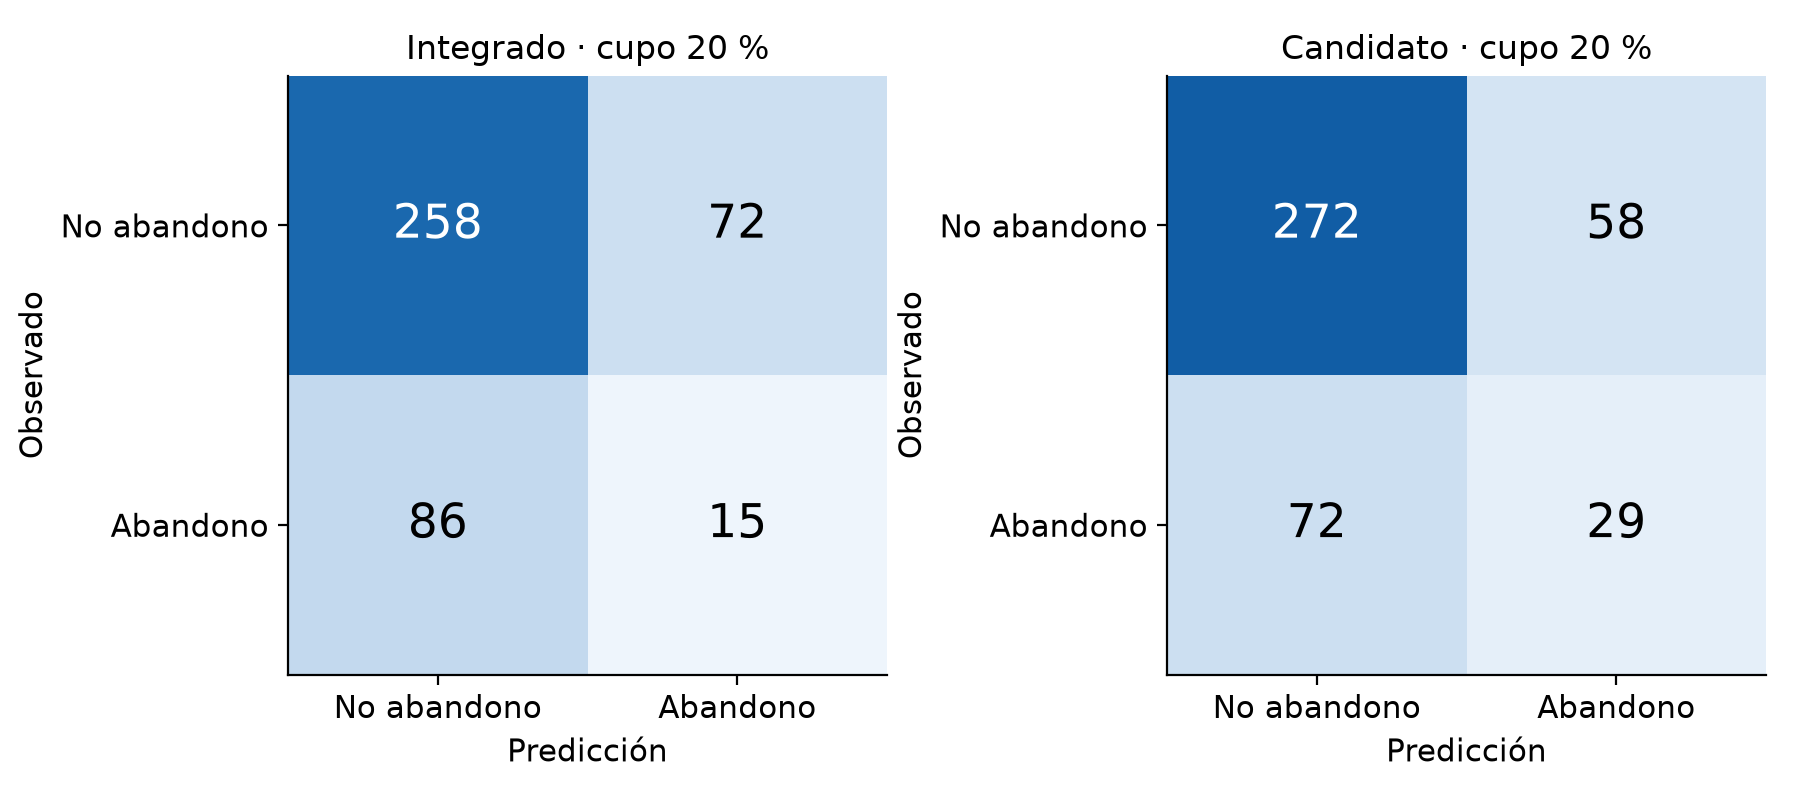 Integrado · cupo 20 %
Observado
No abandono
258
72
Abandono
86
15
No abandono
Abandono
Predicción
Candidato · cupo 20 %
Observado
No abandono
272
58
Abandono
72
29
No abandono
Abandono
Predicción